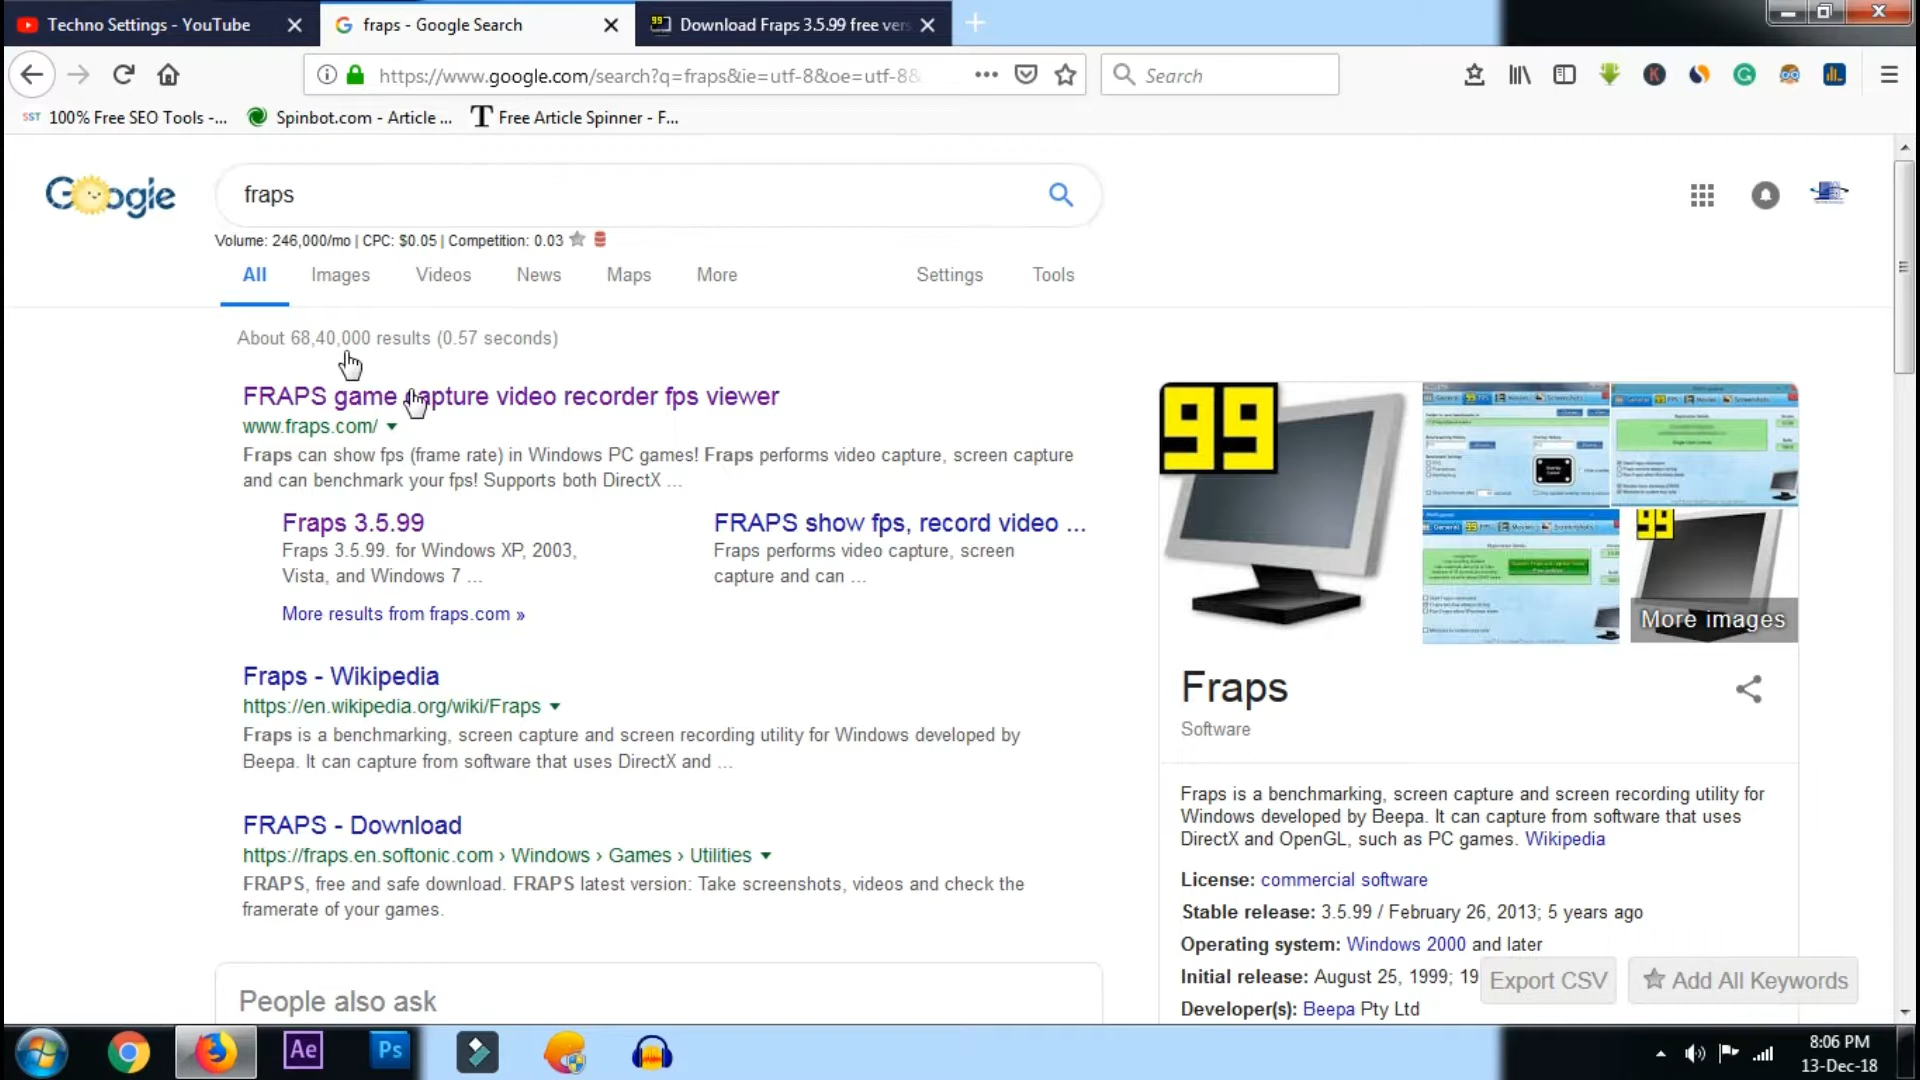 Techno Settings - YouTube
fraps - Google Search
Download Fraps 3.5.99 free vers
https://www.google.com/search?q=fraps&ie=utf-8&oe=utf-8&
Search
SST 100% Free SEO Tools -...
Spinbot.com - Article ...
T Free Article Spinner - F...
Google
fraps
Volume: 246,000/mo | CPC: $0.05 | Competition: 0.03
All
Images
Videos
News
Maps
More
Settings
Tools
About 68,40,000 results (0.57 seconds)
FRAPS game capture video recorder fps viewer
www.fraps.com/
Fraps can show fps (frame rate) in Windows PC games! Fraps performs video capture, screen capture
and can benchmark your fps! Supports both DirectX ...
Fraps 3.5.99
Fraps 3.5.99. for Windows XP, 2003,
Vista, and Windows 7 ...
FRAPS show fps, record video ...
Fraps performs video capture, screen
capture and can ...
More results from fraps.com »
Fraps - Wikipedia
https://en.wikipedia.org/wiki/Fraps
Fraps is a benchmarking, screen capture and screen recording utility for Windows developed by
Beepa. It can capture from software that uses DirectX and ...
FRAPS - Download
https://fraps.en.softonic.com › Windows › Games › Utilities
FRAPS, free and safe download. FRAPS latest version: Take screenshots, videos and check the
framerate of your games.
People also ask
99
99
More images
Fraps
Software
Fraps is a benchmarking, screen capture and screen recording utility for
Windows developed by Beepa. It can capture from software that uses
DirectX and OpenGL, such as PC games. Wikipedia
License: commercial software
Stable release: 3.5.99 / February 26, 2013; 5 years ago
Operating system: Windows 2000 and later
Initial release: August 25, 1999; 19
Developer(s): Beepa Pty Ltd
Export CSV
Add All Keywords
Ae
Ps
8:06 PM
13-Dec-18